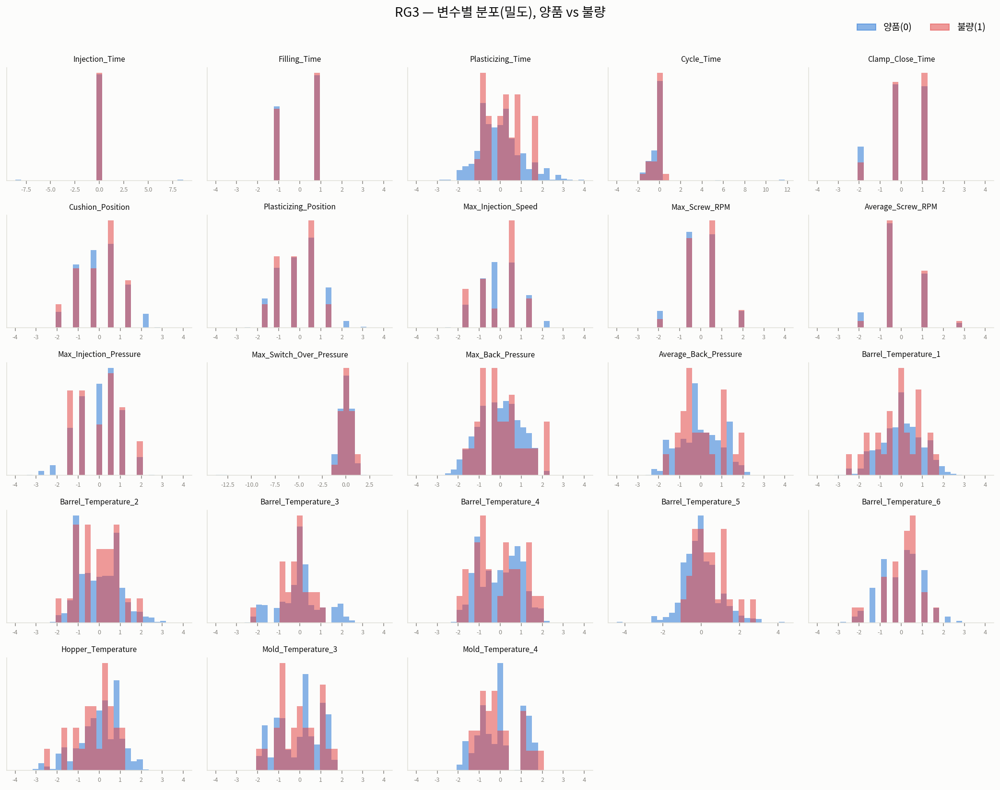 RG3 — 변수별 분포(밀도), 양품 vs 불량
양품(0) 불량(1)
Injection_Time Filling_Time Plasticizing_Time Cycle_Time Clamp_Close_Time
-7.5 -5.0 -2.5 0.0 2.5 5.0 7.5 -4 -3 -2 -1 0 1 2 3 4 -4 -3 -2 -1 0 1 2 3 4 -4 -2 0 2 4 6 8 10 12 -4 -3 -2 -1 0 1 2 3 4
Cushion_Position Plasticizing_Position Max_Injection_Speed Max_Screw_RPM Average_Screw_RPM
-4 -3 -2 -1 0 1 2 3 4 -4 -3 -2 -1 0 1 2 3 4 -4 -3 -2 -1 0 1 2 3 4 -4 -3 -2 -1 0 1 2 3 4 -4 -3 -2 -1 0 1 2 3 4
Max_Injection_Pressure Max_Switch_Over_Pressure Max_Back_Pressure Average_Back_Pressure Barrel_Temperature_1
-4 -3 -2 -1 0 1 2 3 4 -12.5 -10.0 -7.5 -5.0 -2.5 0.0 2.5 -4 -3 -2 -1 0 1 2 3 4 -4 -3 -2 -1 0 1 2 3 4 -4 -3 -2 -1 0 1 2 3 4
Barrel_Temperature_2 Barrel_Temperature_3 Barrel_Temperature_4 Barrel_Temperature_5 Barrel_Temperature_6
-4 -3 -2 -1 0 1 2 3 4 -4 -3 -2 -1 0 1 2 3 4 -4 -3 -2 -1 0 1 2 3 4 -4 -2 0 2 4 -4 -3 -2 -1 0 1 2 3 4
Hopper_Temperature Mold_Temperature_3 Mold_Temperature_4
-4 -3 -2 -1 0 1 2 3 4 -4 -3 -2 -1 0 1 2 3 4 -4 -3 -2 -1 0 1 2 3 4